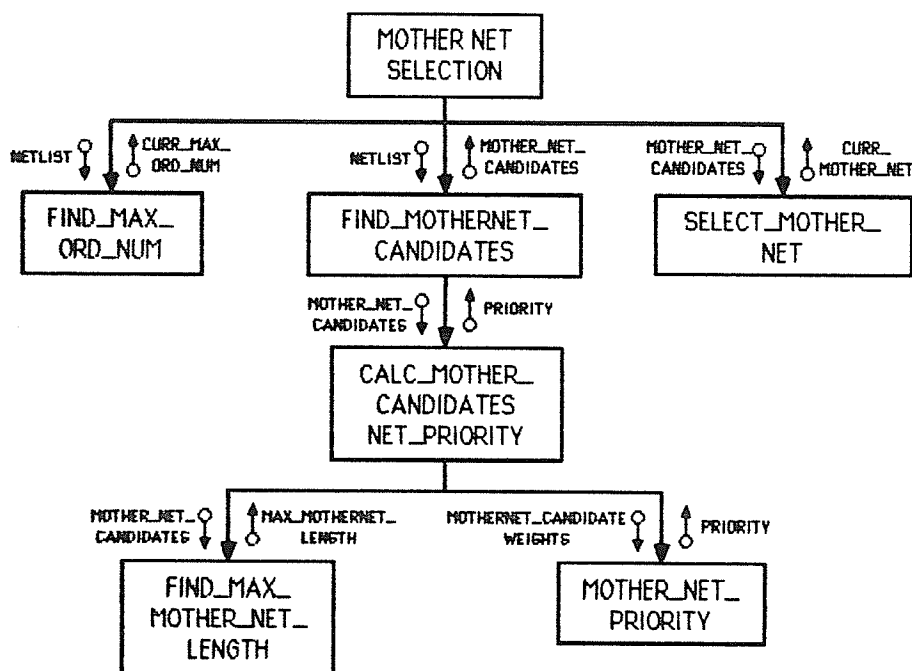 MOTHER NET
SELECTION
NETLIST
CURR_MAX_
ORD_NUM
NETLIST
MOTHER_NET_
CANDIDATES
MOTHER_NET_
CANDIDATES
CURR_
MOTHER_NET
FIND_MAX_
ORD_NUM
FIND_MOTHERNET_
CANDIDATES
SELECT_MOTHER_
NET
MOTHER_NET_
CANDIDATES
PRIORITY
CALC_MOTHER_
CANDIDATES
NET_PRIORITY
MOTHER_NET_
CANDIDATES
MAX_MOTHERNET_
LENGTH
MOTHERNET_CANDIDATE
WEIGHTS
PRIORITY
FIND_MAX_
MOTHER_NET_
LENGTH
MOTHER_NET_
PRIORITY